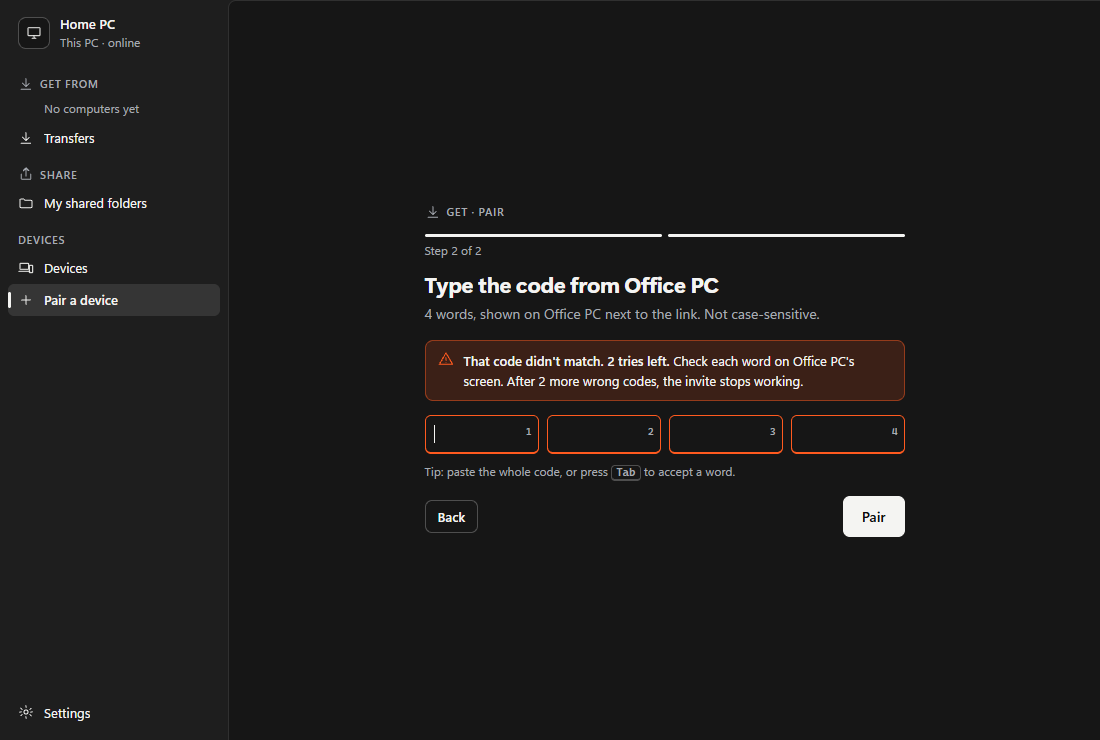 Home PC
This PC · online
GET FROM
No computers yet
Transfers
SHARE
My shared folders
DEVICES
Devices
Pair a device
Settings
GET · PAIR
Step 2 of 2
Type the code from Office PC
4 words, shown on Office PC next to the link. Not case-sensitive.
That code didn't match. 2 tries left. Check each word on Office PC's
screen. After 2 more wrong codes, the invite stops working.
1 2 3 4
Tip: paste the whole code, or press Tab to accept a word.
Back
Pair